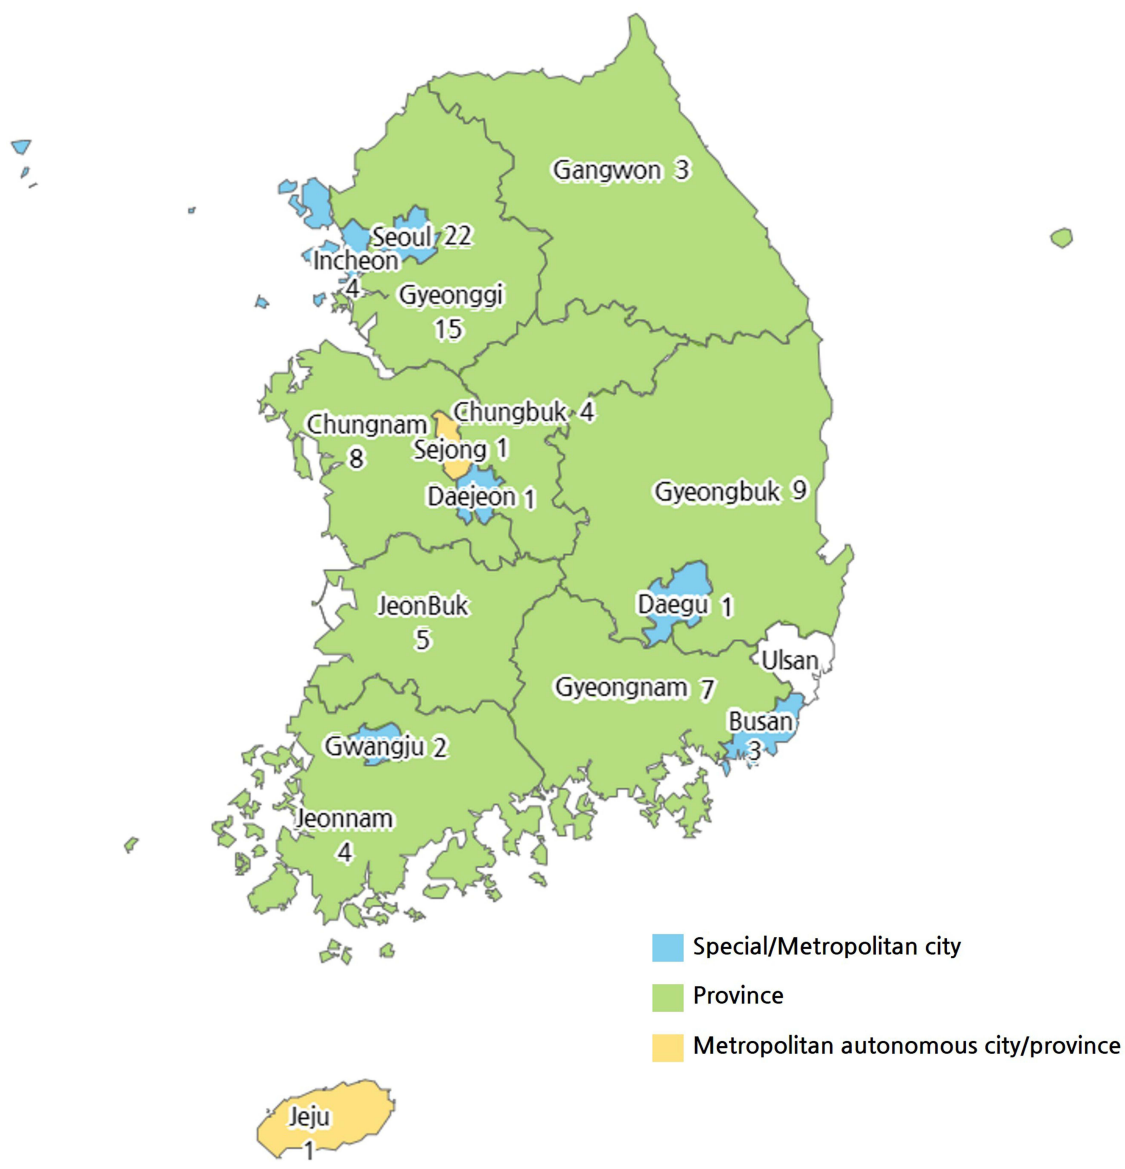 Gangwon 3
Seoul 22
Incheon
4
Gyeonggi
15
Chungbuk 4
Chungnam
8
Sejong 1
Daejeon 1
Gyeongbuk 9
Daegu 1
JeonBuk
5
Ulsan
Gyeongnam 7
Busan
3
Gwangju 2
Jeonnam
4
Special/Metropolitan city
Province
Metropolitan autonomous city/province
Jeju
1